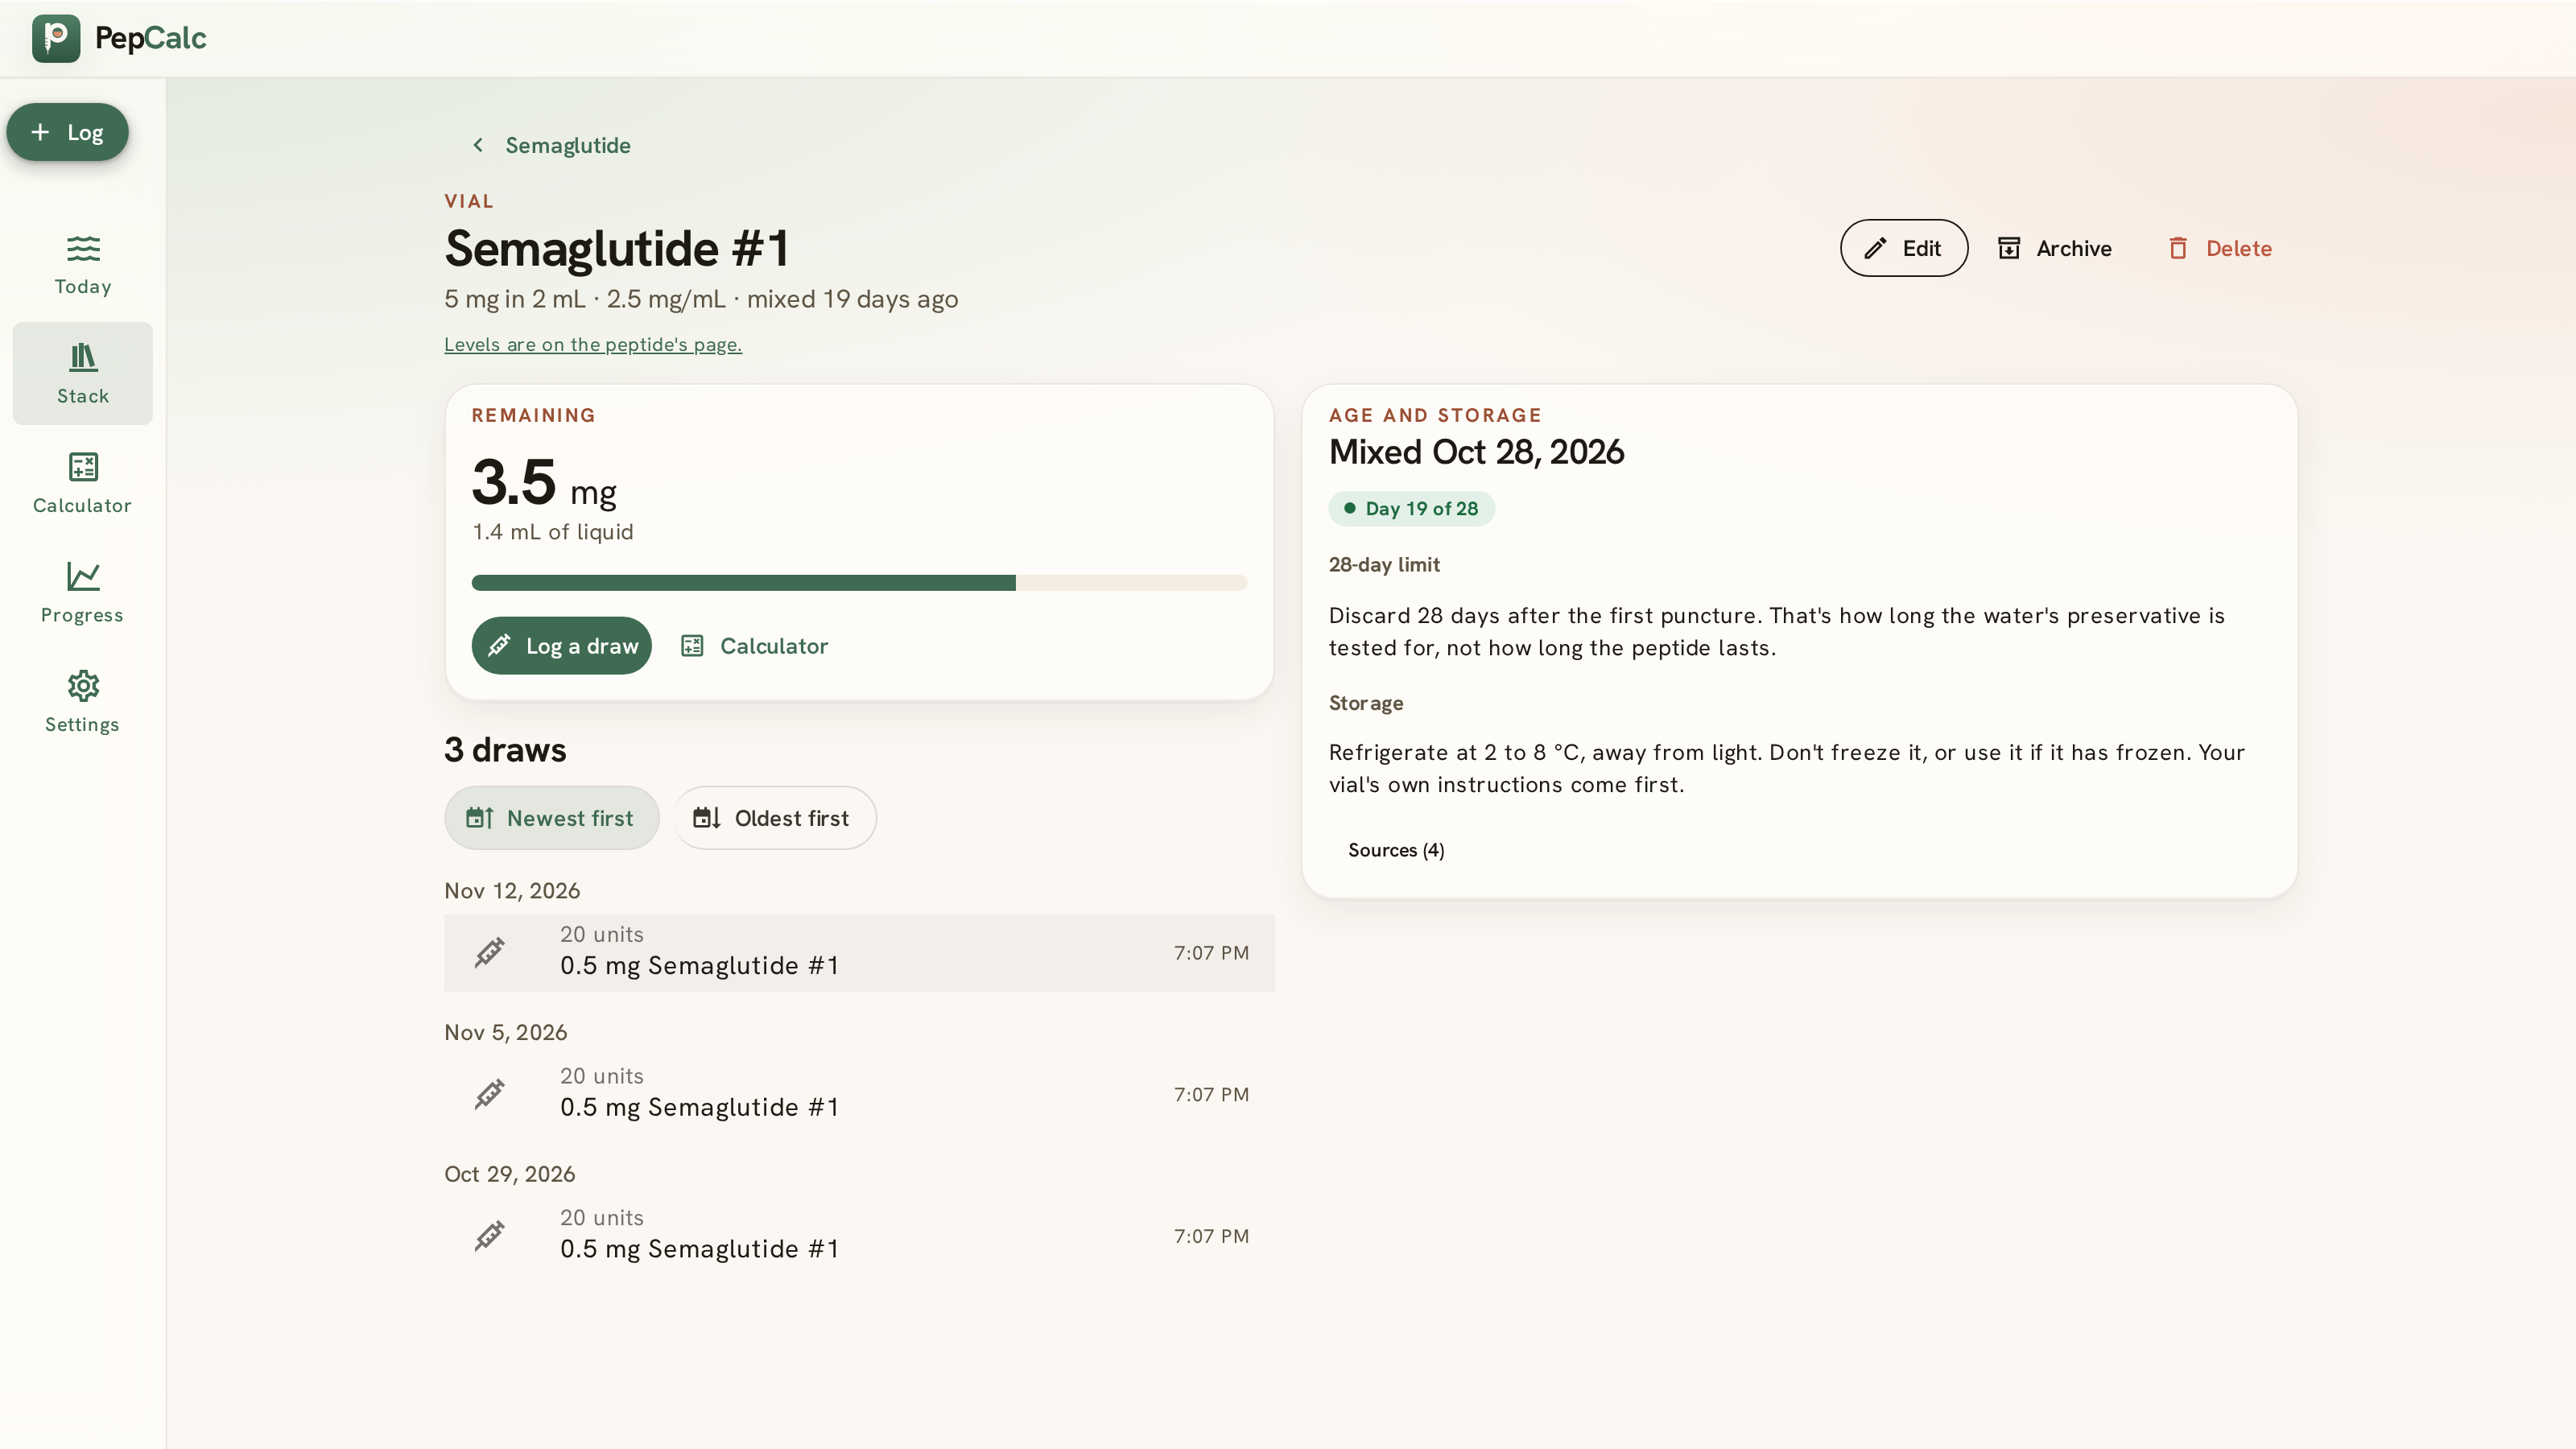 PepCalc
Log
Today
Stack
Calculator
Progress
Settings
Semaglutide
VIAL
Semaglutide #1
5 mg in 2 mL · 2.5 mg/mL · mixed 19 days ago
Levels are on the peptide's page.
Edit
Archive
Delete
REMAINING
3.5 mg
1.4 mL of liquid
Log a draw
Calculator
3 draws
Newest first
Oldest first
Nov 12, 2026
20 units
0.5 mg Semaglutide #1
7:07 PM
Nov 5, 2026
20 units
0.5 mg Semaglutide #1
7:07 PM
Oct 29, 2026
20 units
0.5 mg Semaglutide #1
7:07 PM
AGE AND STORAGE
Mixed Oct 28, 2026
Day 19 of 28
28-day limit
Discard 28 days after the first puncture. That's how long the water's preservative is
tested for, not how long the peptide lasts.
Storage
Refrigerate at 2 to 8 °C, away from light. Don't freeze it, or use it if it has frozen. Your
vial's own instructions come first.
Sources (4)